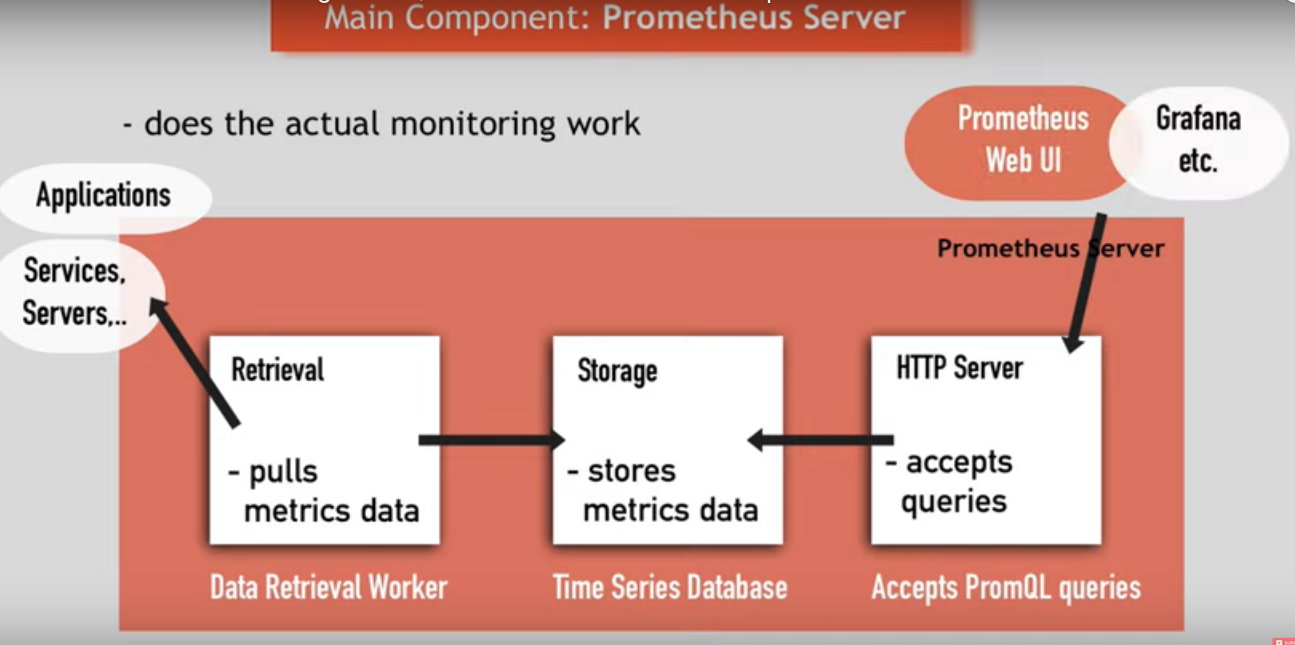 Main Component: Prometheus Server
- does the actual monitoring work
Prometheus
Web UI
Grafana
etc.
Applications
Services,
Servers,..
Prometheus Server
Retrieval
- pulls
metrics data
Data Retrieval Worker
Storage
- stores
metrics data
Time Series Database
HTTP Server
- accepts
queries
Accepts PromQL queries